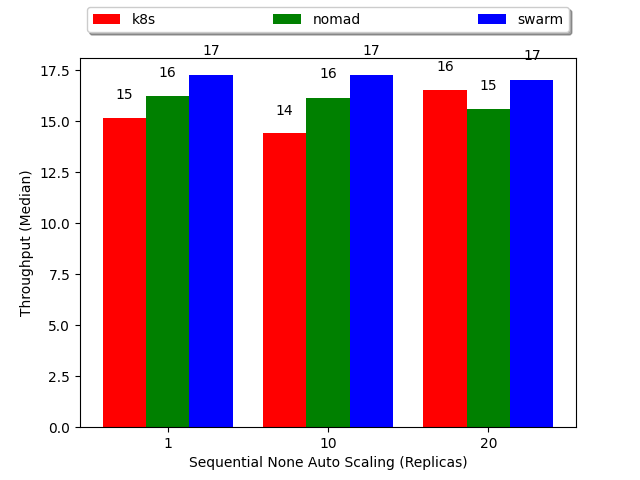 k8s nomad swarm
17 17 17
16 16 16
15 15
14
17.5
15.0
12.5
10.0
7.5
5.0
2.5
0.0
Throughput (Median)
1 10 20
Sequential None Auto Scaling (Replicas)